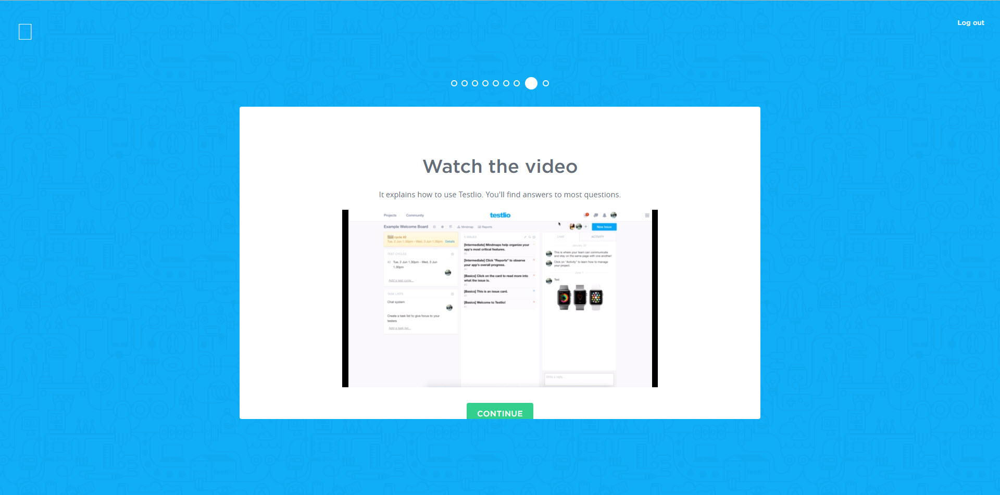 Log out
Watch the video
It explains how to use Testlio. You'll find answers to most questions.
Projects Community testlio
Example Welcome Board Mindmap Reports New Issue
Test cycle #2
Tue, 2 Jun 1.30pm - Wed, 3 Jun 1.30pm Details
TEST CYCLES
#2 Tue, 2 Jun 1.30pm - Wed, 3 Jun
1.30pm
Add a test cycle...
TASK LISTS
Chat system
Create a task list to give focus to your
testers
Add a task list...
5 ISSUES
[Intermediate] Mindmaps help organize your
app's most critical features.
[Intermediate] Click "Reports" to observe
your app's overall progress.
[Basics] Click on the card to read more into
what the issue is.
[Basics] This is an issue card.
[Basics] Welcome to Testlio!
#1
CHAT ACTIVITY
This is where your team can communicate
and stay on the same page with one another!
Click on "Activity" to learn how to manage
your project.
June 1
Test
Write a reply...
CONTINUE